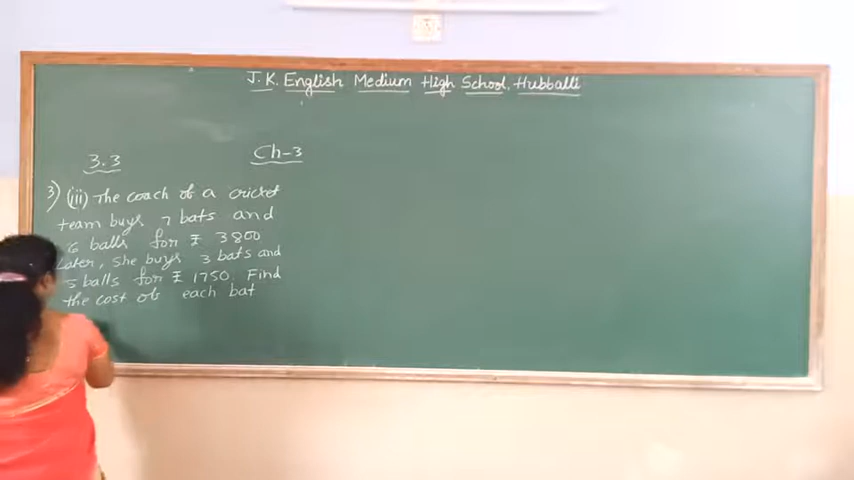 J.K. English Medium High School, Hubballi
3.3
Ch-3
3) (iii) The coach of a cricket
team buys 7 bats and
6 balls for ₹ 3800
Later, she buys 3 bats and
5 balls for ₹ 1750. Find
the cost of each bat